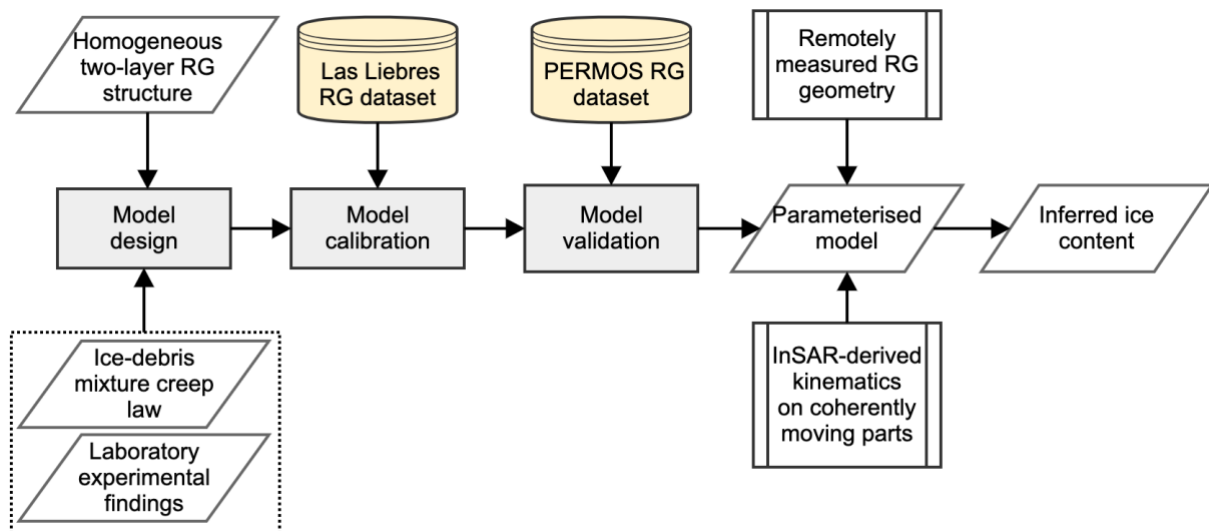 Homogeneous
two-layer RG
structure
Las Liebres
RG dataset
PERMOS RG
dataset
Remotely
measured RG
geometry
Model
design
Model
calibration
Model
validation
Parameterised
model
Inferred ice
content
Ice-debris
mixture creep
law
Laboratory
experimental
findings
InSAR-derived
kinematics
on coherently
moving parts